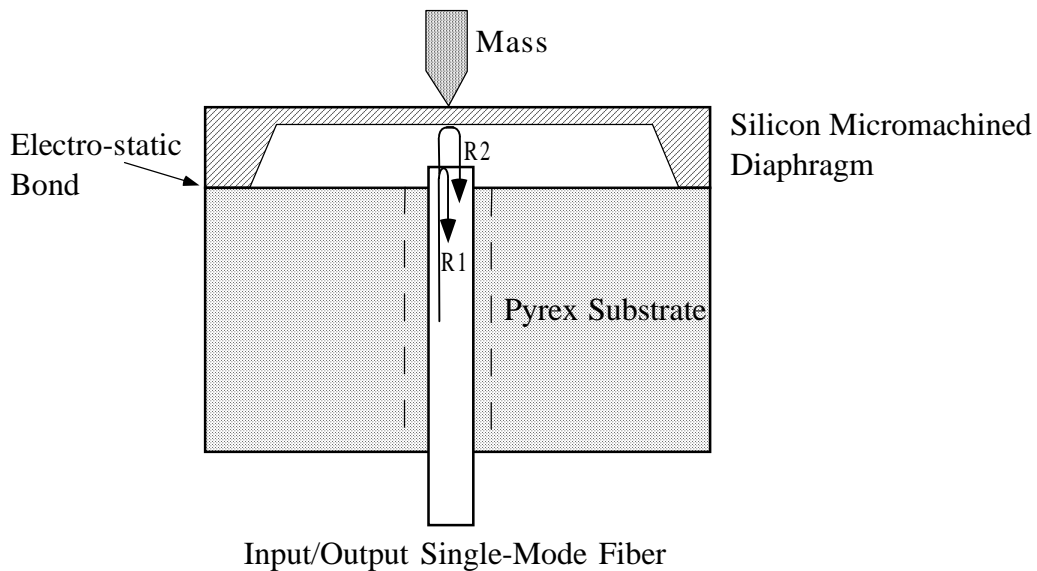 Mass
Silicon Micromachined
Diaphragm
Electro-static
Bond
R2
R1
Pyrex Substrate
Input/Output Single-Mode Fiber